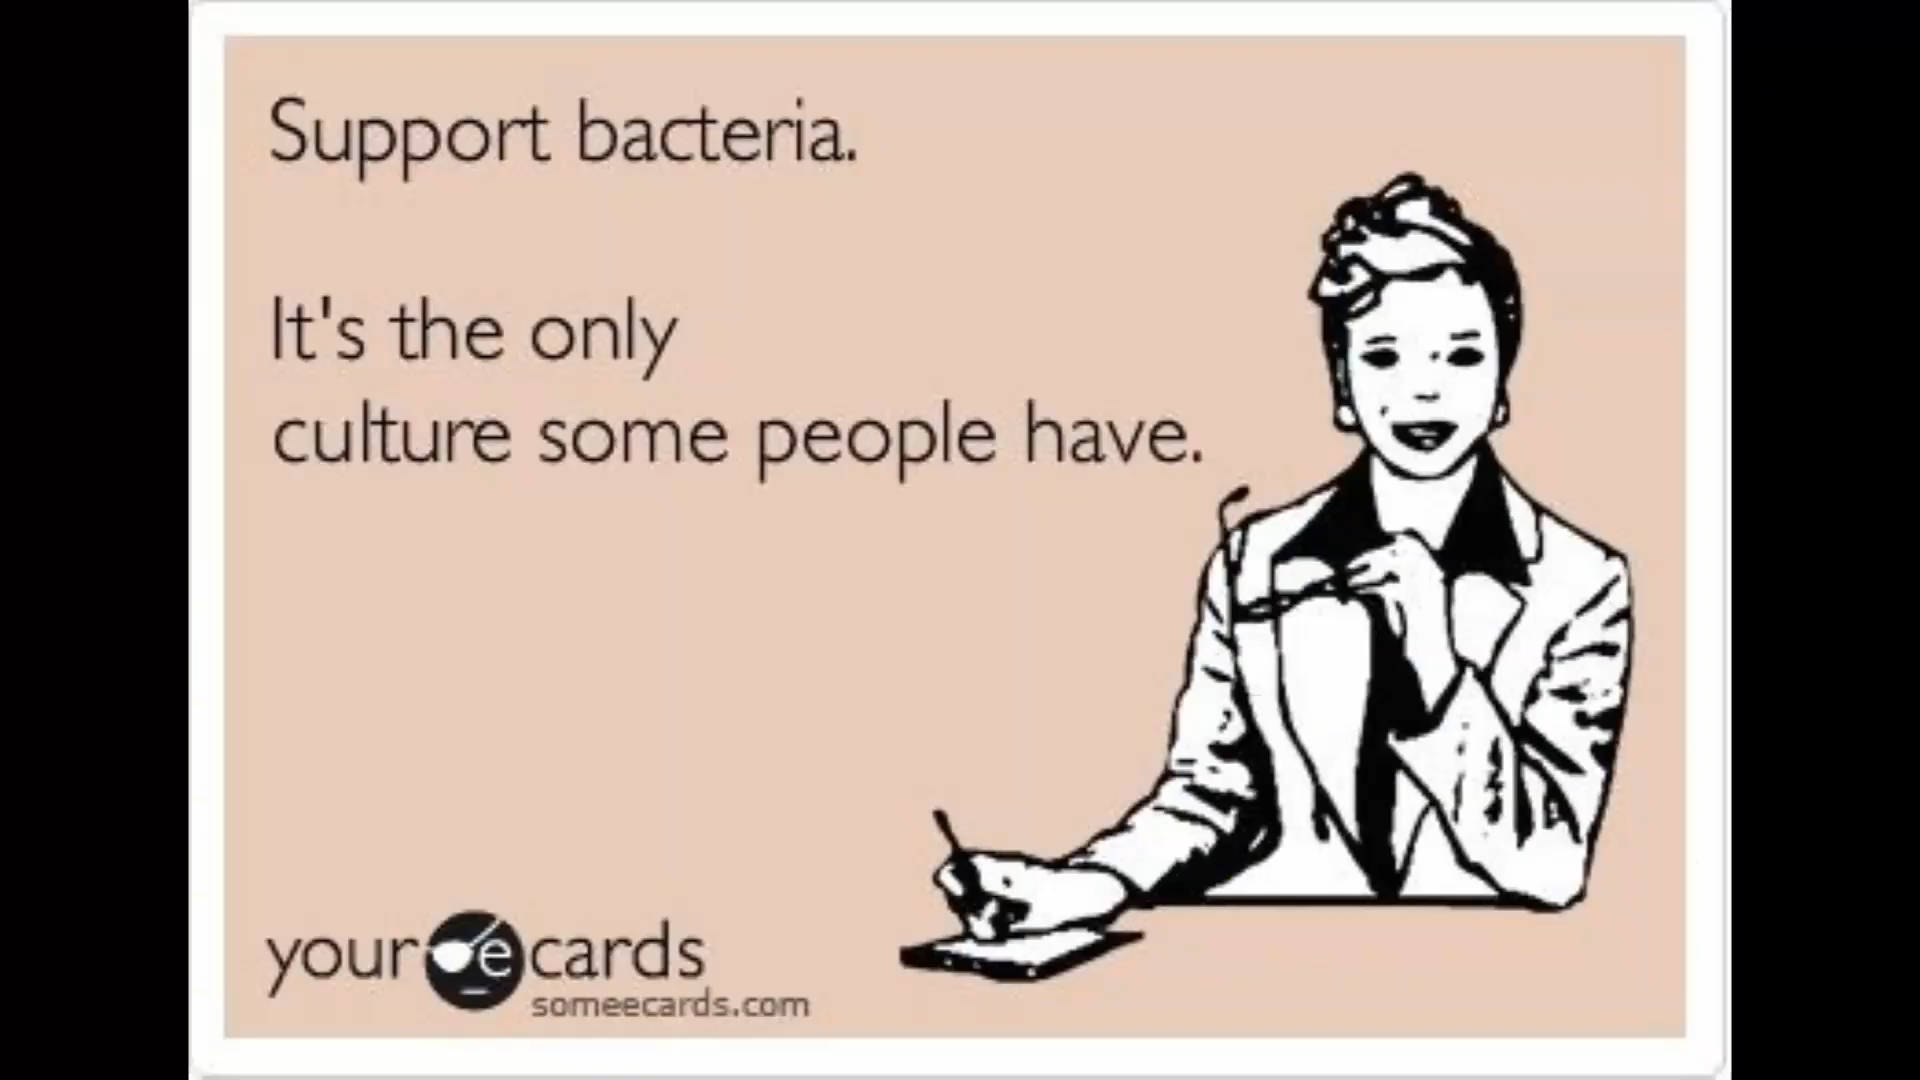 Support bacteria.
It's the only
culture some people have.
your e cards
someecards.com